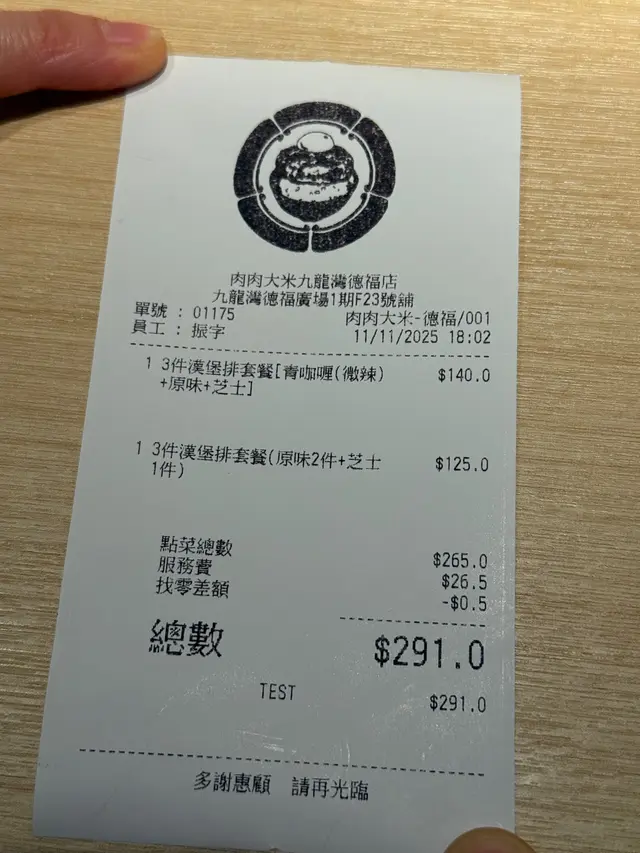 肉肉大米九龍灣德福店
九龍灣德福廣場1期F23號舖
單號 : 01175 肉肉大米-德福/001
員工 : 振宇 11/11/2025 18:02
1 3件漢堡排套餐[青咖喱(微辣) $140.0
+原味+芝士]
1 3件漢堡排套餐(原味2件+芝士 $125.0
1件)
點菜總數 $265.0
服務費 $26.5
找零差額 -$0.5
總數 $291.0
TEST $291.0
多謝惠顧 請再光臨